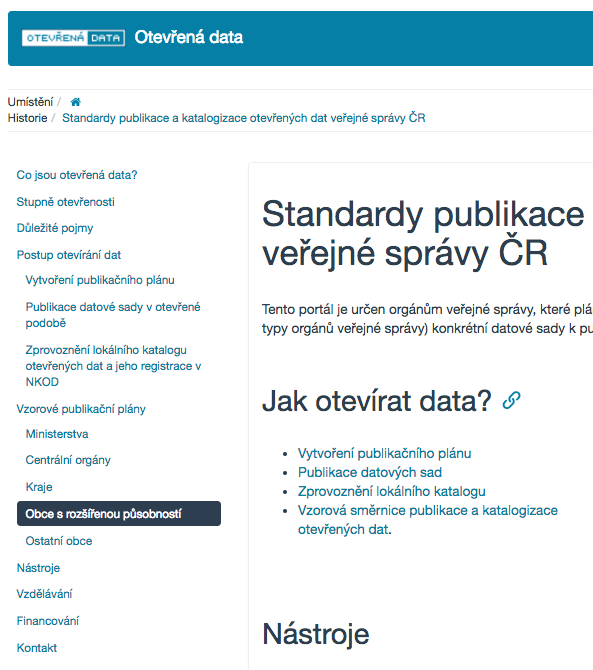 OTEVŘENÁ DATA Otevřená data
Umístění /
Historie / Standardy publikace a katalogizace otevřených dat veřejné správy ČR
Co jsou otevřená data?
Stupně otevřenosti
Důležité pojmy
Postup otevírání dat
Vytvoření publikačního plánu
Publikace datové sady v otevřené
podobě
Zprovoznění lokálního katalogu
otevřených dat a jeho registrace v
NKOD
Vzorové publikační plány
Ministerstva
Centrální orgány
Kraje
Obce s rozšířenou působností
Ostatní obce
Nástroje
Vzdělávání
Financování
Kontakt
Standardy publikace
veřejné správy ČR
Tento portál je určen orgánům veřejné správy, které plá
typy orgánů veřejné správy) konkrétní datové sady k pu
Jak otevírat data?
• Vytvoření publikačního plánu
• Publikace datových sad
• Zprovoznění lokálního katalogu
• Vzorová směrnice publikace a katalogizace
otevřených dat.
Nástroje